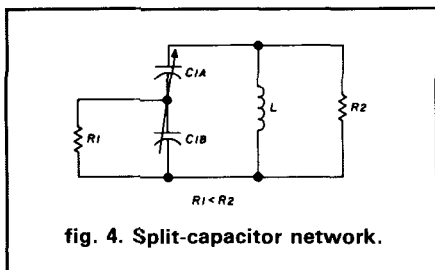 C1A
R1
C1B
L
R2
R1<R2
fig. 4. Split-capacitor network.